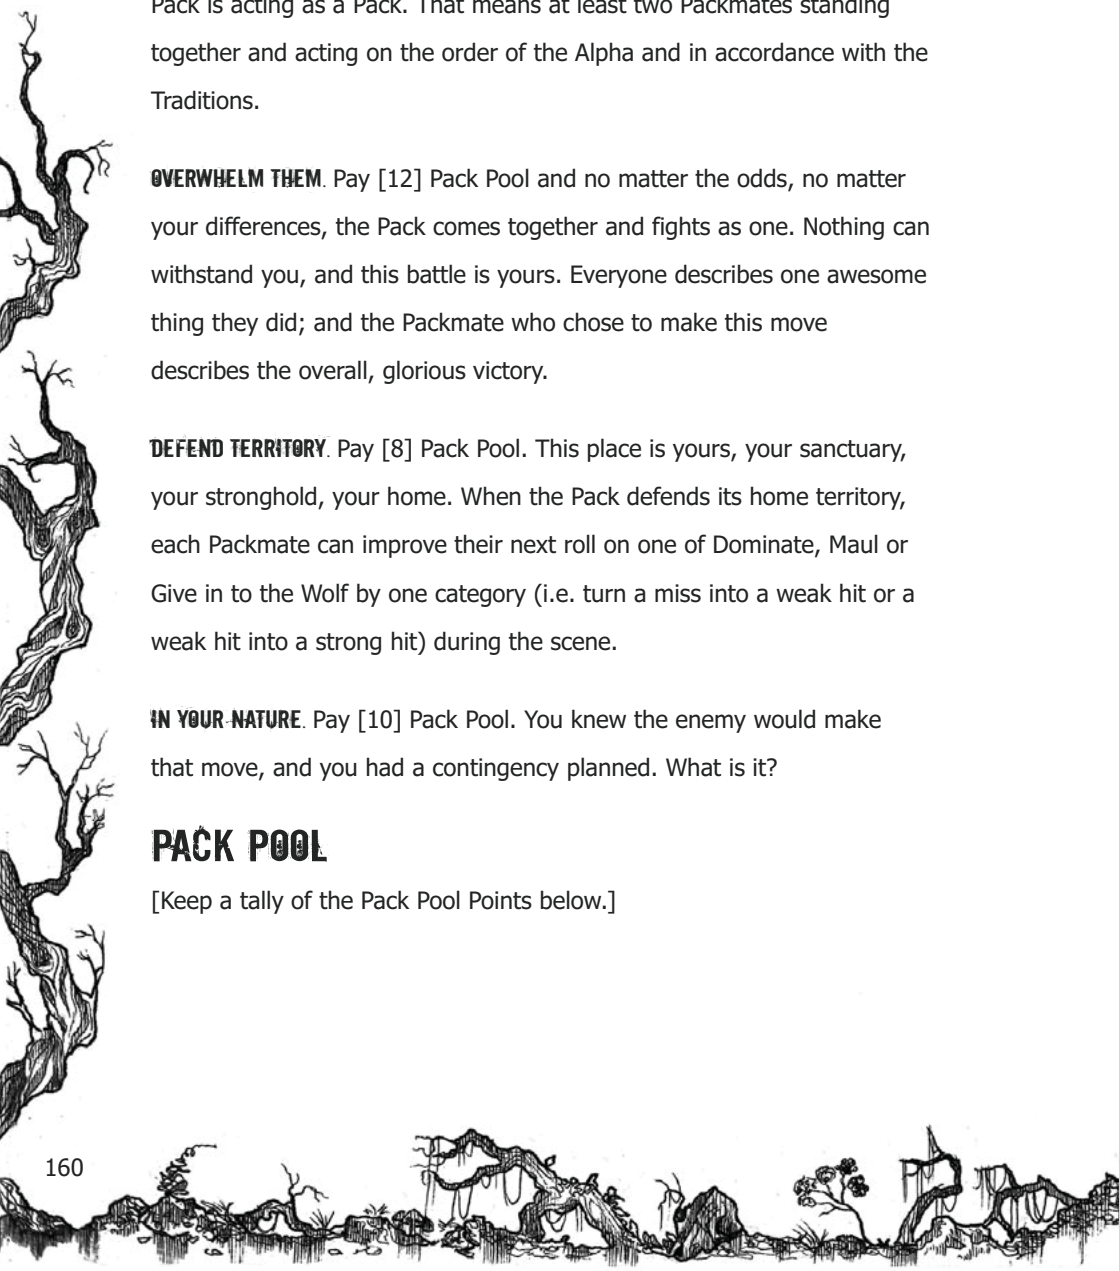 Pack is acting as a Pack. That means at least two Packmates standing
together and acting on the order of the Alpha and in accordance with the
Traditions.
OVERWHELM THEM. Pay [12] Pack Pool and no matter the odds, no matter
your differences, the Pack comes together and fights as one. Nothing can
withstand you, and this battle is yours. Everyone describes one awesome
thing they did; and the Packmate who chose to make this move
describes the overall, glorious victory.
DEFEND TERRITORY. Pay [8] Pack Pool. This place is yours, your sanctuary,
your stronghold, your home. When the Pack defends its home territory,
each Packmate can improve their next roll on one of Dominate, Maul or
Give in to the Wolf by one category (i.e. turn a miss into a weak hit or a
weak hit into a strong hit) during the scene.
IN YOUR NATURE. Pay [10] Pack Pool. You knew the enemy would make
that move, and you had a contingency planned. What is it?
PACK POOL
[Keep a tally of the Pack Pool Points below.]
160